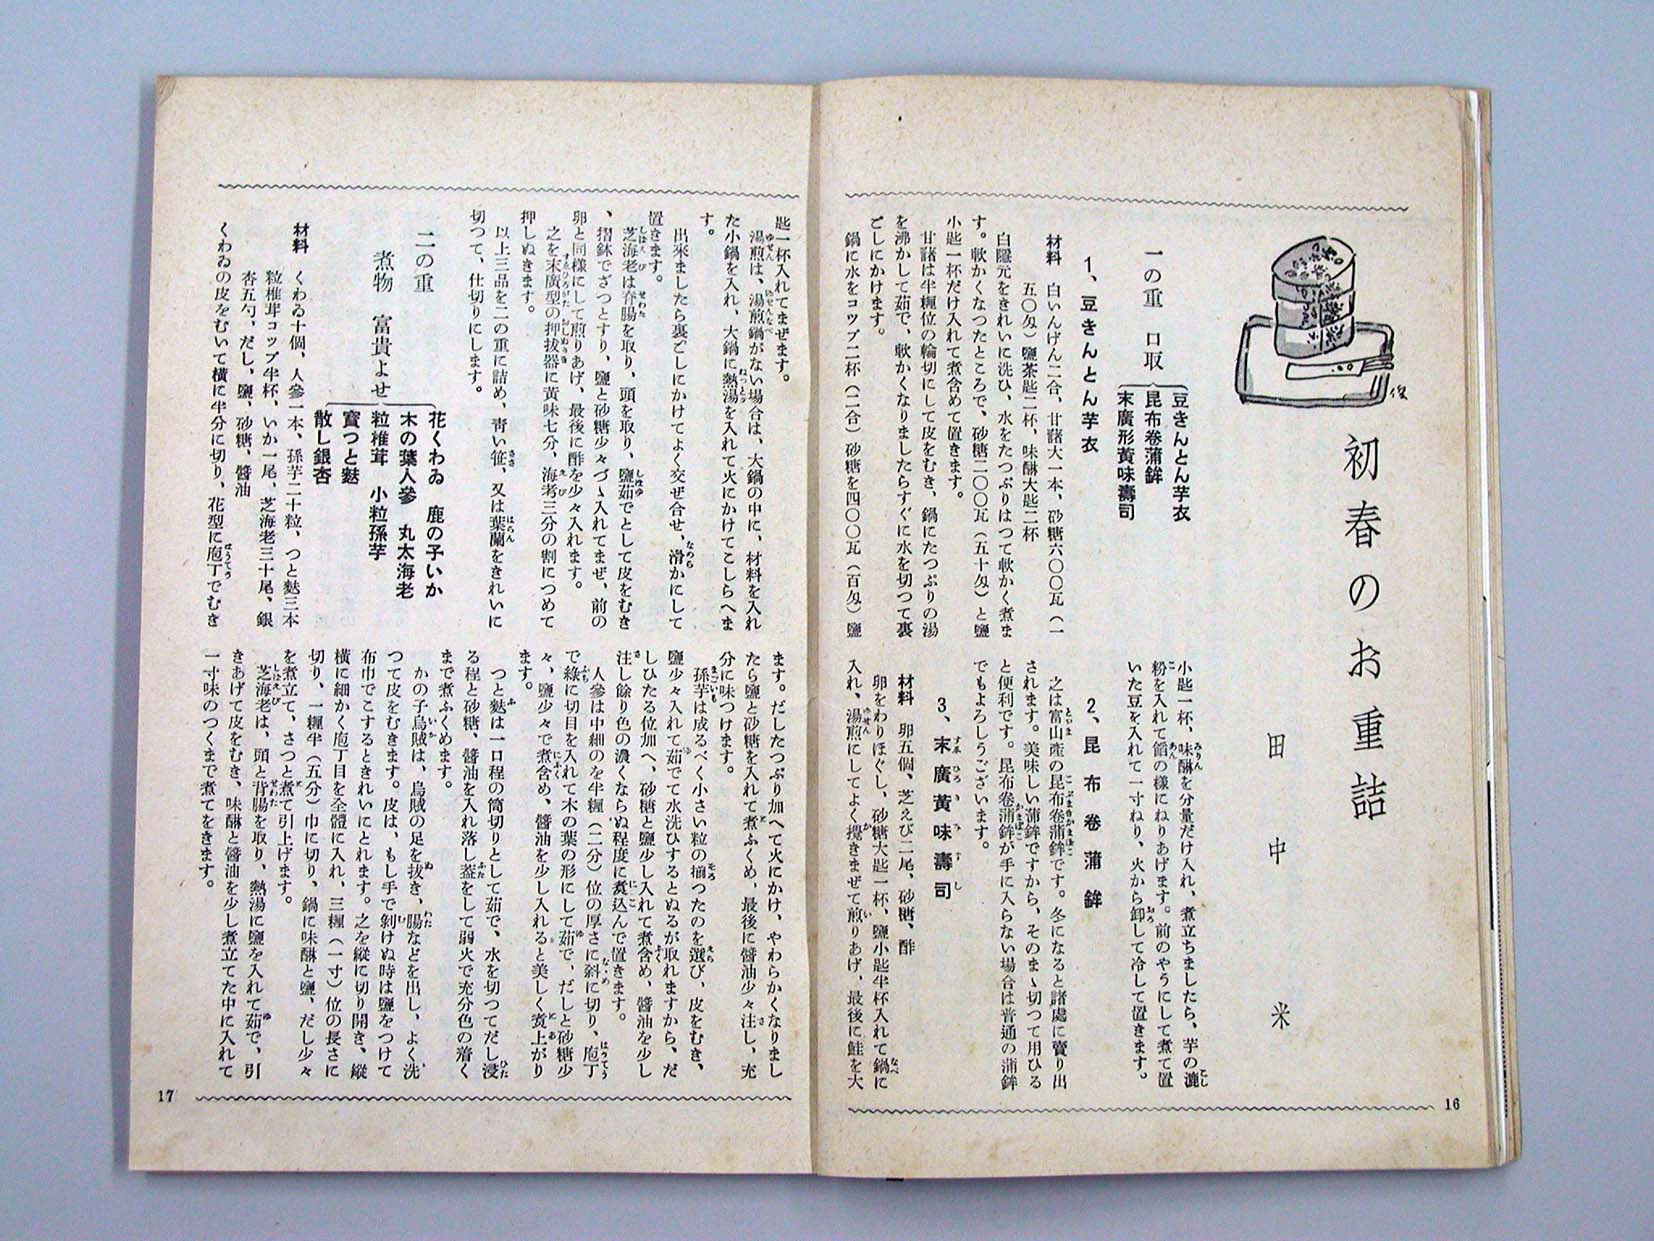 初春のお重詰
田中米
一の重 口取
豆きんとん芋衣
昆布卷蒲鉾
末廣形黃味壽司
1、豆きんとん芋衣
材料 白いんげん二合、甘藷大一本、砂糖六〇〇瓦（一
五〇匁）鹽茶匙二杯、味醂大匙二杯
白隱元をきれいに洗ひ、水をたつぷりはつて軟かく煮ま
す。軟かくなつたところで、砂糖二〇〇瓦（五十匁）と鹽
小匙一杯だけ入れて煮含めて置きます。
甘藷は半糎位の輪切にして皮をむき、鍋にたつぷりの湯
を沸かして茹で、軟かくなりましたらすぐに水を切つて裏
ごしにかけます。
鍋に水をコツプ二杯（二合）砂糖を四〇〇瓦（百匁）鹽
小匙一杯、味醂を分量だけ入れ、煮立ちましたら、芋の漉
粉を入れて餡の様にねりあげます。前のやうにして煮て置
いた豆を入れて一寸ねり、火から卸して冷して置きます。
2、昆布卷蒲鉾
之は富山産の昆布卷蒲鉾です。冬になると諸處に賣り出
されます。美味しい蒲鉾ですから、そのまゝ切つて用ひる
と便利です。昆布卷蒲鉾が手に入らない場合は普通の蒲鉾
でもよろしうございます。
3、末廣黃味壽司
材料 卵五個、芝えび二尾、砂糖、酢
卵をわりほぐし、砂糖大匙一杯、鹽小匙半杯入れて鍋に
入れ、湯煎にしてよく攪きまぜて煎りあげ、最後に鮭を大
16
匙一杯入れてまぜます。
湯煎は、湯煎鍋がない場合は、大鍋の中に、材料を入れ
た小鍋を入れ、大鍋に熱湯を入れて火にかけてこしらへま
す。
出來ましたら裏ごしにかけてよく交ぜ合せ、滑かにして
置きます。
芝海老は脊腸を取り、頭を取り、鹽茹でとして皮をむき
、摺鉢でざつとすり、鹽と砂糖少々づゝ入れてまぜ、前の
卵と同様にして煎りあげ、最後に酢を少々入れます。
之を末廣型の押拔器に黃味七分、海老三分の割につめて
押しぬきます。
以上三品を二の重に詰め、靑い笹、又は葉蘭をきれいに
切つて、仕切りにします。
二の重
煮物 富貴よせ
花くわゐ 鹿の子いか
木の葉人參 丸太海老
粒椎茸 小粒孫芋
寶つと麩
散し銀杏
材料 くわゐ十個、人參一本、孫芋二十粒、つと麩三本
粒椎茸コツプ半杯、いか一尾、芝海老三十尾、銀
杏五勺、だし、鹽、砂糖、醬油
くわゐの皮をむいて横に半分に切り、花型に庖丁でむき
ます。だしたつぷり加へて火にかけ、やわらかくなりまし
たら鹽と砂糖を入れて煮ふくめ、最後に醬油少々注し、充
分に味つけます。
孫芋は成るべく小さい粒の揃つたのを選び、皮をむき、
鹽少々入れて茹でて水洗ひするとぬるが取れますから、だ
しひたる位加へ、砂糖と鹽少し入れて煮含め、醬油を少し
注し餘り色の濃くならぬ程度に煮込んで置きます。
人參は中細のを半糎（二分）位の厚さに斜に切り、庖丁
で緣に切目を入れて木の葉の形にして茹で、だしと砂糖少
々、鹽少々で煮含め、醬油を少し入れると美しく煮上がり
ます。
つと麩は一口程の筒切りとして茹で、水を切つてだし浸
る程と砂糖、醬油を入れ落し蓋をして弱火で充分色の着く
まで煮ふくめます。
かの子烏賊は、烏賊の足を拔き、腸などを出し、よく洗
つて皮をむきます。皮は、もし手で剝けぬ時は鹽をつけて
布巾でこするときれいにとれます。之を縱に切り開き、縱
横に細かく庖丁目を全體に入れ、三糎（一寸）位の長さに
切り、一糎半（五分）巾に切り、鍋に味醂と鹽、だし少々
を煮立て、さつと煮て引上げます。
芝海老は、頭と背腸を取り、熱湯に鹽を入れて茹で、引
きあげて皮をむき、味醂と醬油を少し煮立てた中に入れて
一寸味のつくまで煮てをきます。
17